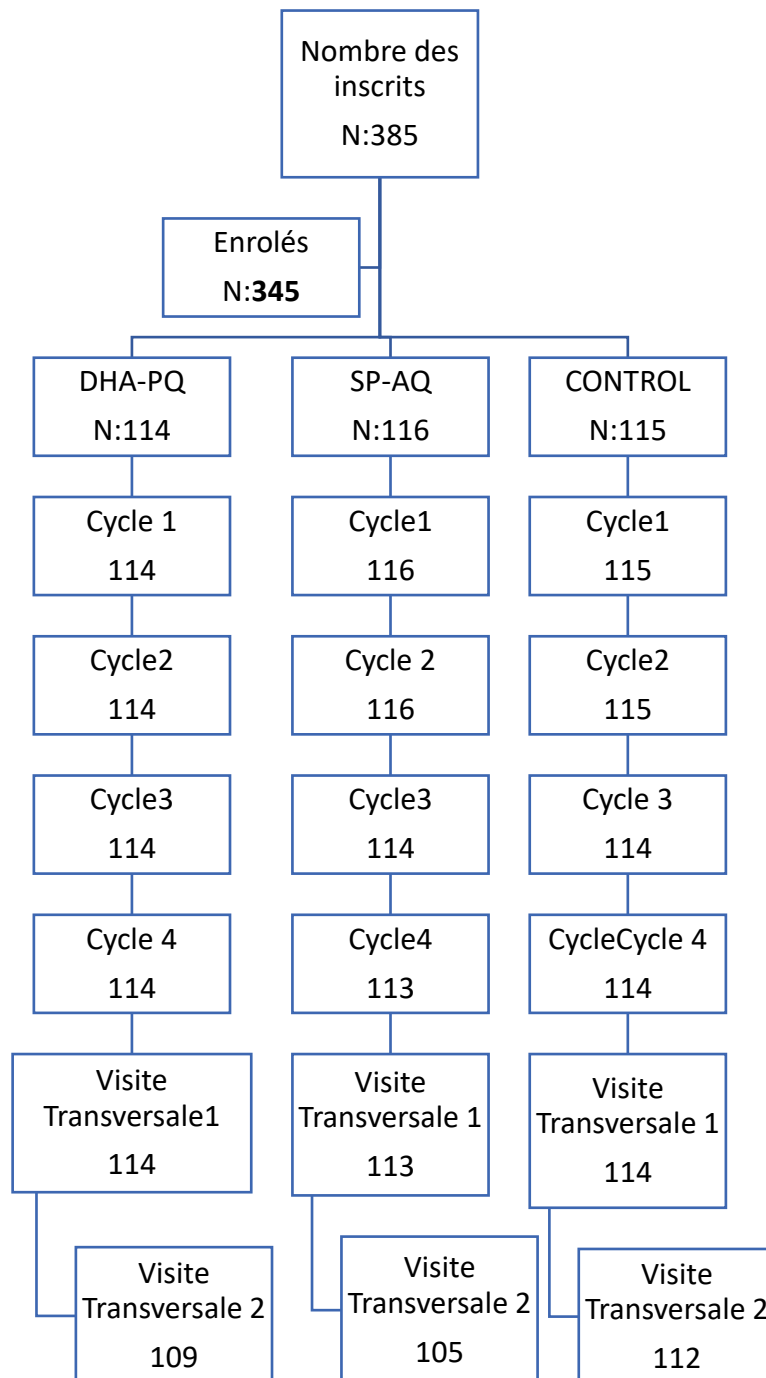 Nombre des
inscrits
N:385
Enrolés
N:345
DHA-PQ
N:114
SP-AQ
N:116
CONTROL
N:115
Cycle 1
114
Cycle1
116
Cycle1
115
Cycle2
114
Cycle 2
116
Cycle2
115
Cycle3
114
Cycle3
114
Cycle 3
114
Cycle 4
114
Cycle4
113
CycleCycle 4
114
Visite
Transversale1
114
Visite
Transversale 1
113
Visite
Transversale 1
114
Visite
Transversale 2
109
Visite
Transversale 2
105
Visite
Transversale 2
112